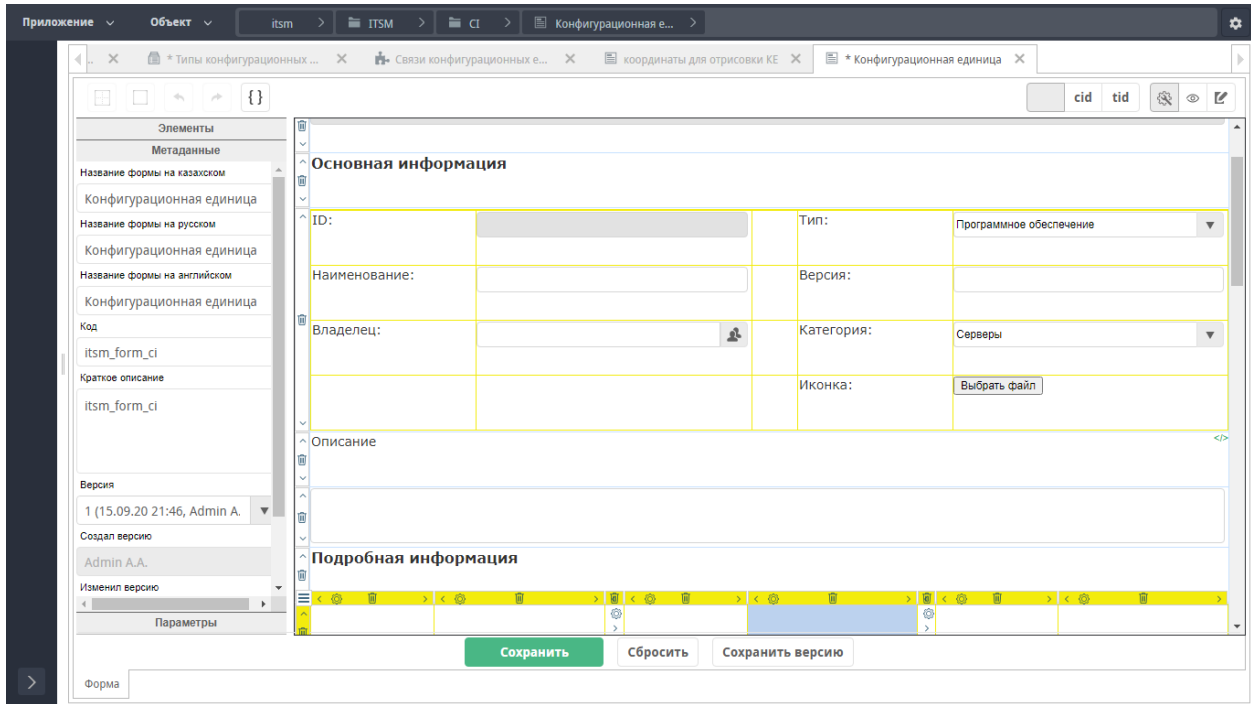 Приложение Объект itsm ITSM CI Конфигурационная е...
.. * Типы конфигурационных ... Связи конфигурационных е... координаты для отрисовки КЕ * Конфигурационная единица
{ } cid tid
Элементы
Метаданные
Название формы на казахском
Конфигурационная единица
Название формы на русском
Конфигурационная единица
Название формы на английском
Конфигурационная единица
Код
itsm_form_ci
Краткое описание
itsm_form_ci
Версия
1 (15.09.20 21:46, Admin A.
Создал версию
Admin A.A.
Изменил версию
Параметры
Основная информация
ID: Тип: Программное обеспечение
Наименование: Версия:
Владелец: Категория: Серверы
Иконка: Выбрать файл
Описание </>
Подробная информация
Сохранить Сбросить Сохранить версию
Форма